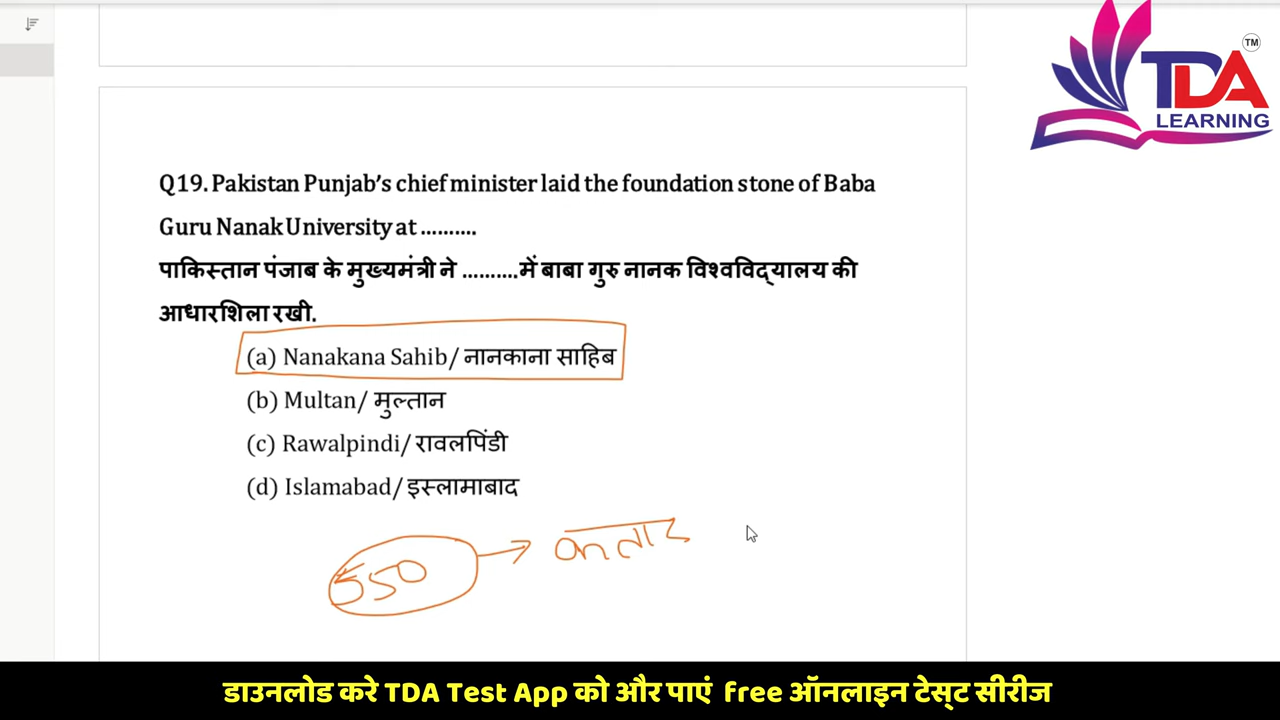 TDA
TM
LEARNING
Q19. Pakistan Punjab's chief minister laid the foundation stone of Baba
Guru Nanak University at ..........
पाकिस्तान पंजाब के मुख्यमंत्री ने ..........में बाबा गुरु नानक विश्वविद्यालय की
आधारशिला रखी.
(a) Nanakana Sahib/ नानकाना साहिब
(b) Multan/ मुल्तान
(c) Rawalpindi/ रावलपिंडी
(d) Islamabad/ इस्लामाबाद
550
डाउनलोड करे TDA Test App को और पाएं free ऑनलाइन टेस्ट सीरीज